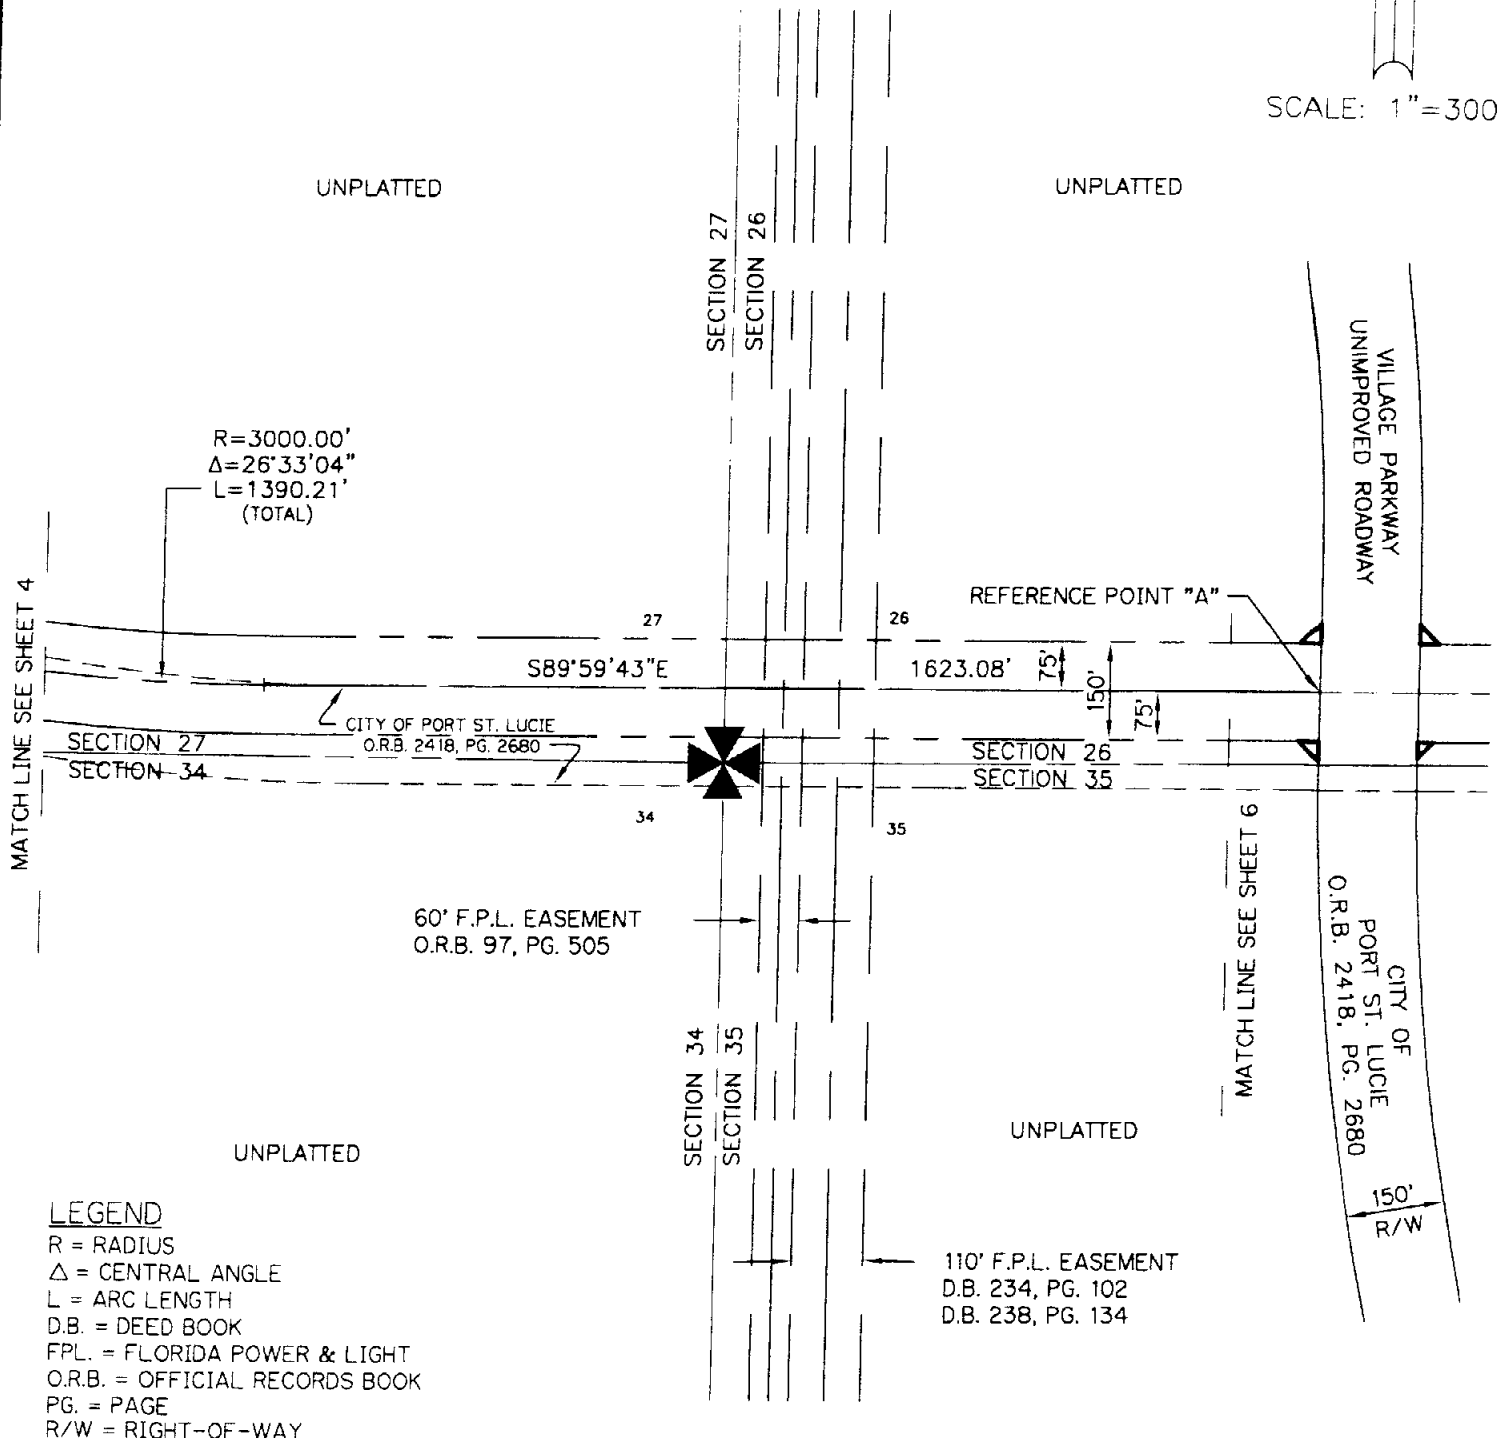 SCALE: 1"=300
UNPLATTED
UNPLATTED
SECTION 27
SECTION 26
VILLAGE PARKWAY
UNIMPROVED ROADWAY
R=3000.00'
Δ=26°33'04"
L=1390.21'
(TOTAL)
MATCH LINE SEE SHEET 4
REFERENCE POINT "A"
27
26
S89°59'43"E
1623.08'
75'
150'
75'
CITY OF PORT ST. LUCIE
O.R.B. 2418, PG. 2680
SECTION 27
SECTION 34
SECTION 26
SECTION 35
34
35
MATCH LINE SEE SHEET 6
60' F.P.L. EASEMENT
O.R.B. 97, PG. 505
CITY OF
PORT ST. LUCIE
O.R.B. 2418, PG. 2680
SECTION 34
SECTION 35
UNPLATTED
UNPLATTED
150'
R/W
110' F.P.L. EASEMENT
D.B. 234, PG. 102
D.B. 238, PG. 134
LEGEND
R = RADIUS
Δ = CENTRAL ANGLE
L = ARC LENGTH
D.B. = DEED BOOK
FPL. = FLORIDA POWER & LIGHT
O.R.B. = OFFICIAL RECORDS BOOK
PG. = PAGE
R/W = RIGHT-OF-WAY